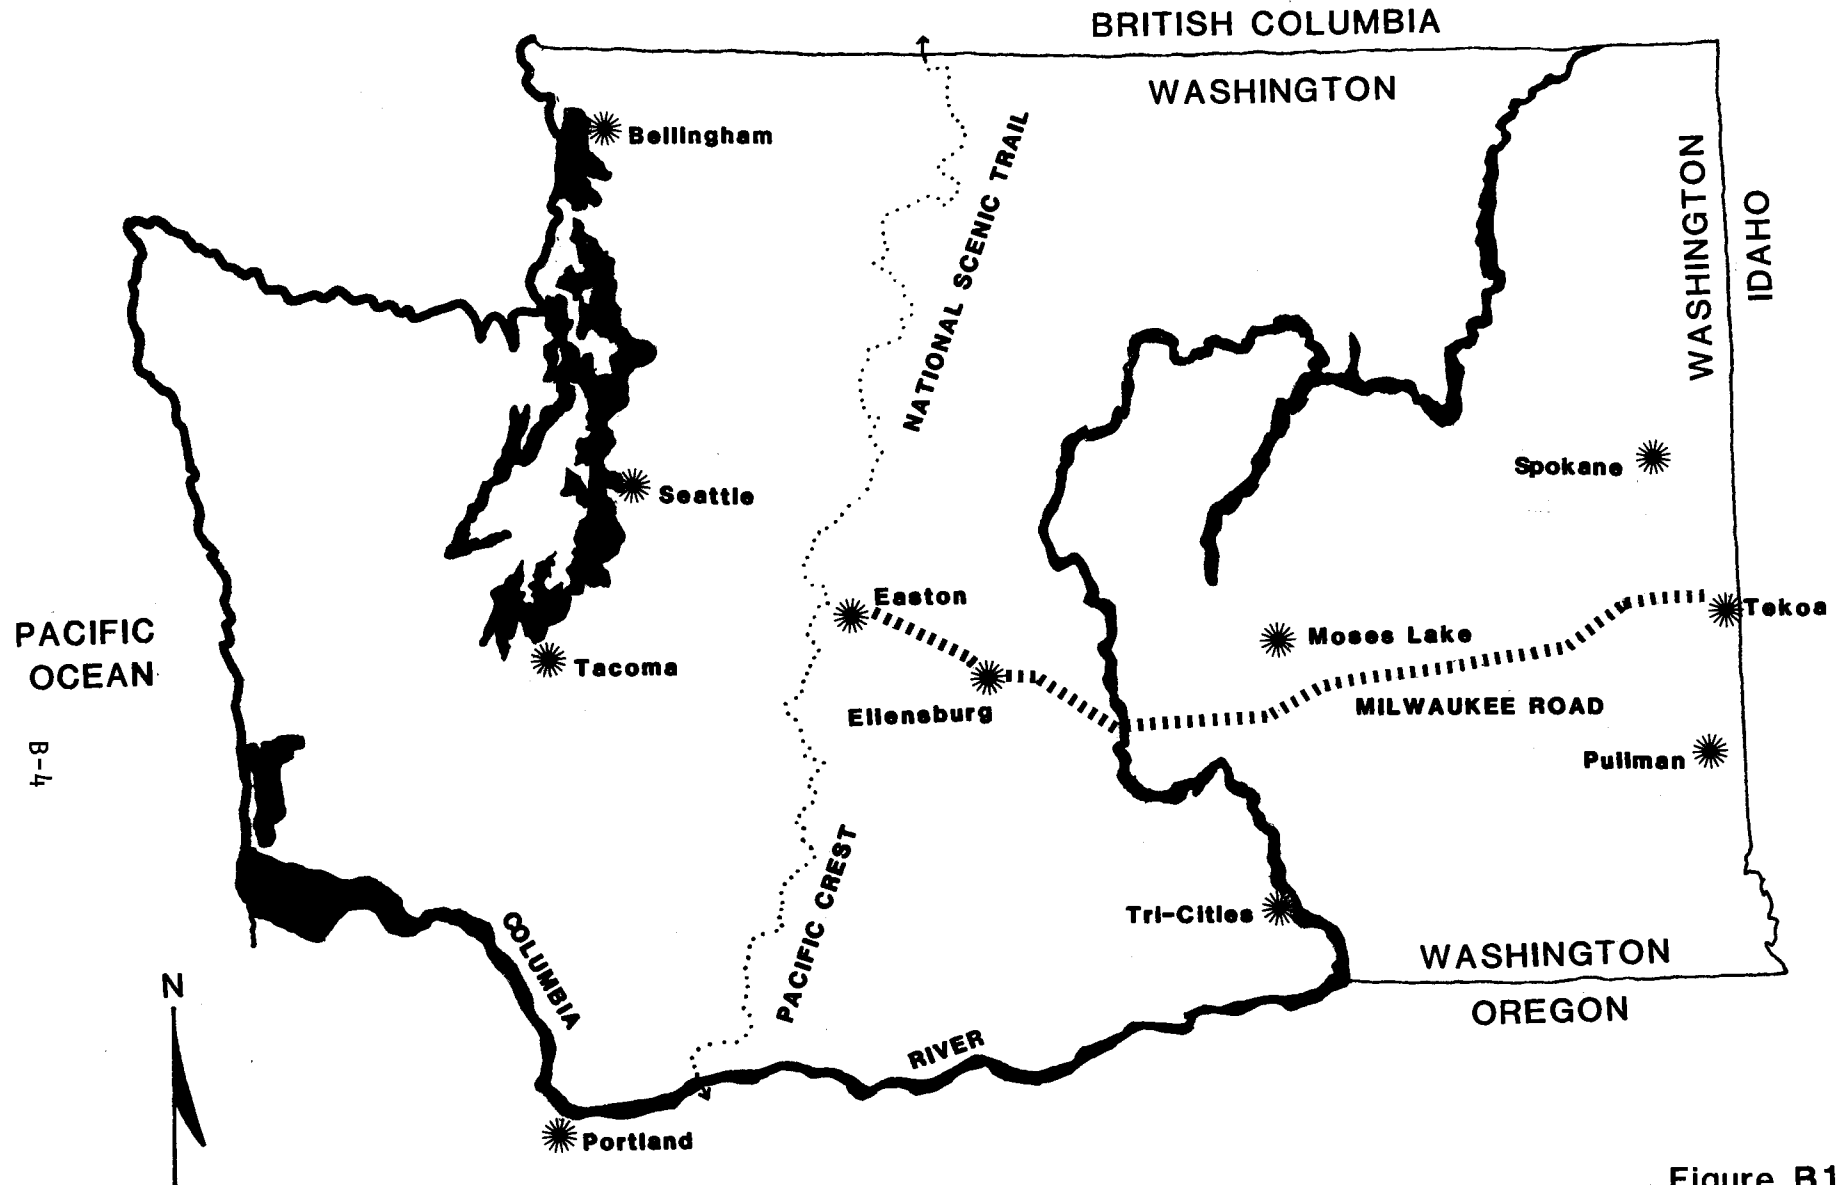 BRITISH COLUMBIA
WASHINGTON
Bellingham
NATIONAL SCENIC TRAIL
WASHINGTON
IDAHO
Spokane
Seattle
Easton
Tekoa
Moses Lake
PACIFIC
OCEAN
Tacoma
Ellensburg
MILWAUKEE ROAD
B-4
Pullman
PACIFIC CREST
Tri-Cities
COLUMBIA
WASHINGTON
N
OREGON
RIVER
Portland
Figure B1